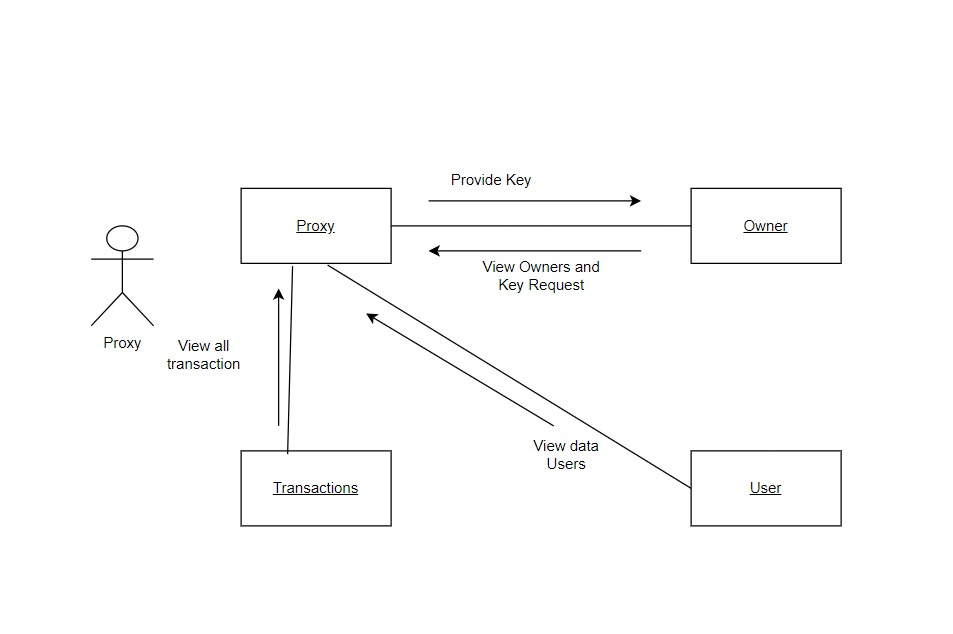 Provide Key
Proxy
Owner
View Owners and
Key Request
Proxy
View all
transaction
View data
Users
Transactions
User